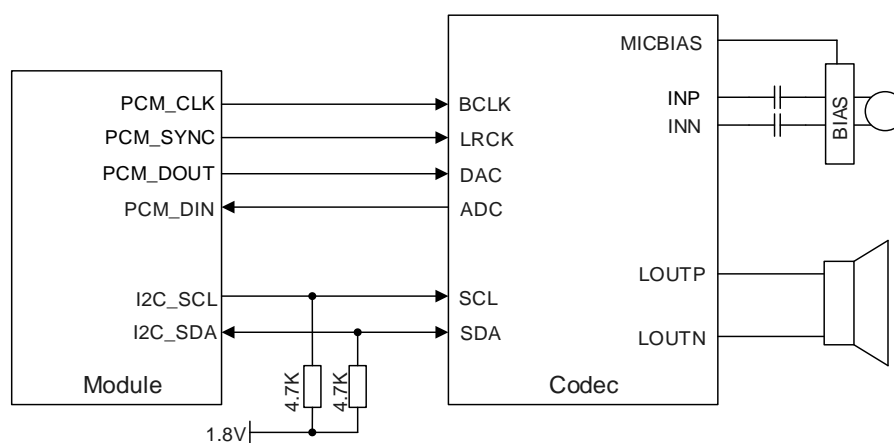 MICBIAS
PCM_CLK
BCLK
INP
PCM_SYNC
LRCK
INN
BIAS
PCM_DOUT
DAC
PCM_DIN
ADC
LOUTP
I2C_SCL
SCL
I2C_SDA
SDA
LOUTN
Module
4.7K
4.7K
Codec
1.8V